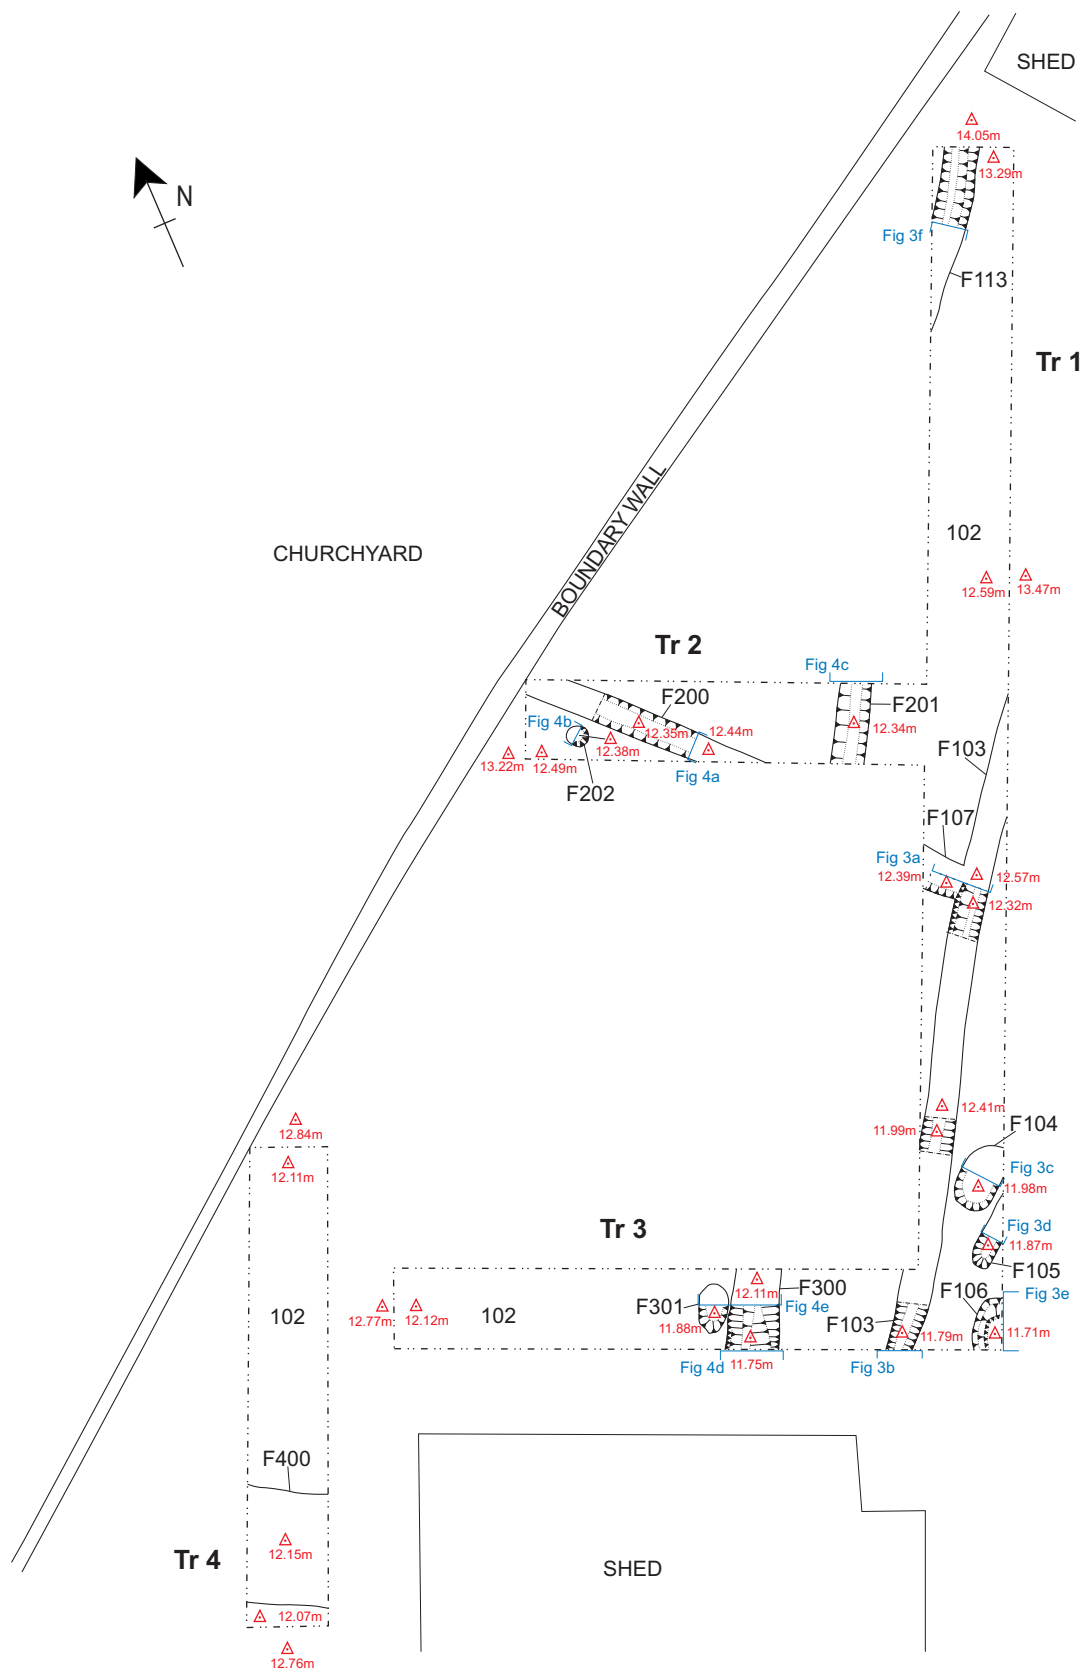 SHED
14.05m
13.29m
N
Fig 3f
F113
Tr 1
BOUNDARY WALL
102
CHURCHYARD
12.59m
13.47m
Tr 2
Fig 4c
F200
F201
Fig 4b
12.35m
12.44m
12.34m
12.38m
13.22m
12.49m
Fig 4a
F202
F103
F107
Fig 3a
12.39m
12.57m
12.32m
12.41m
12.84m
11.99m
F104
12.11m
Fig 3c
11.98m
Tr 3
Fig 3d
11.87m
F105
12.11m
F300
F106
Fig 3e
F301
Fig 4e
F103
102
12.77m
12.12m
102
11.88m
11.79m
11.71m
Fig 4d
11.75m
Fig 3b
F400
12.15m
Tr 4
SHED
12.07m
12.76m